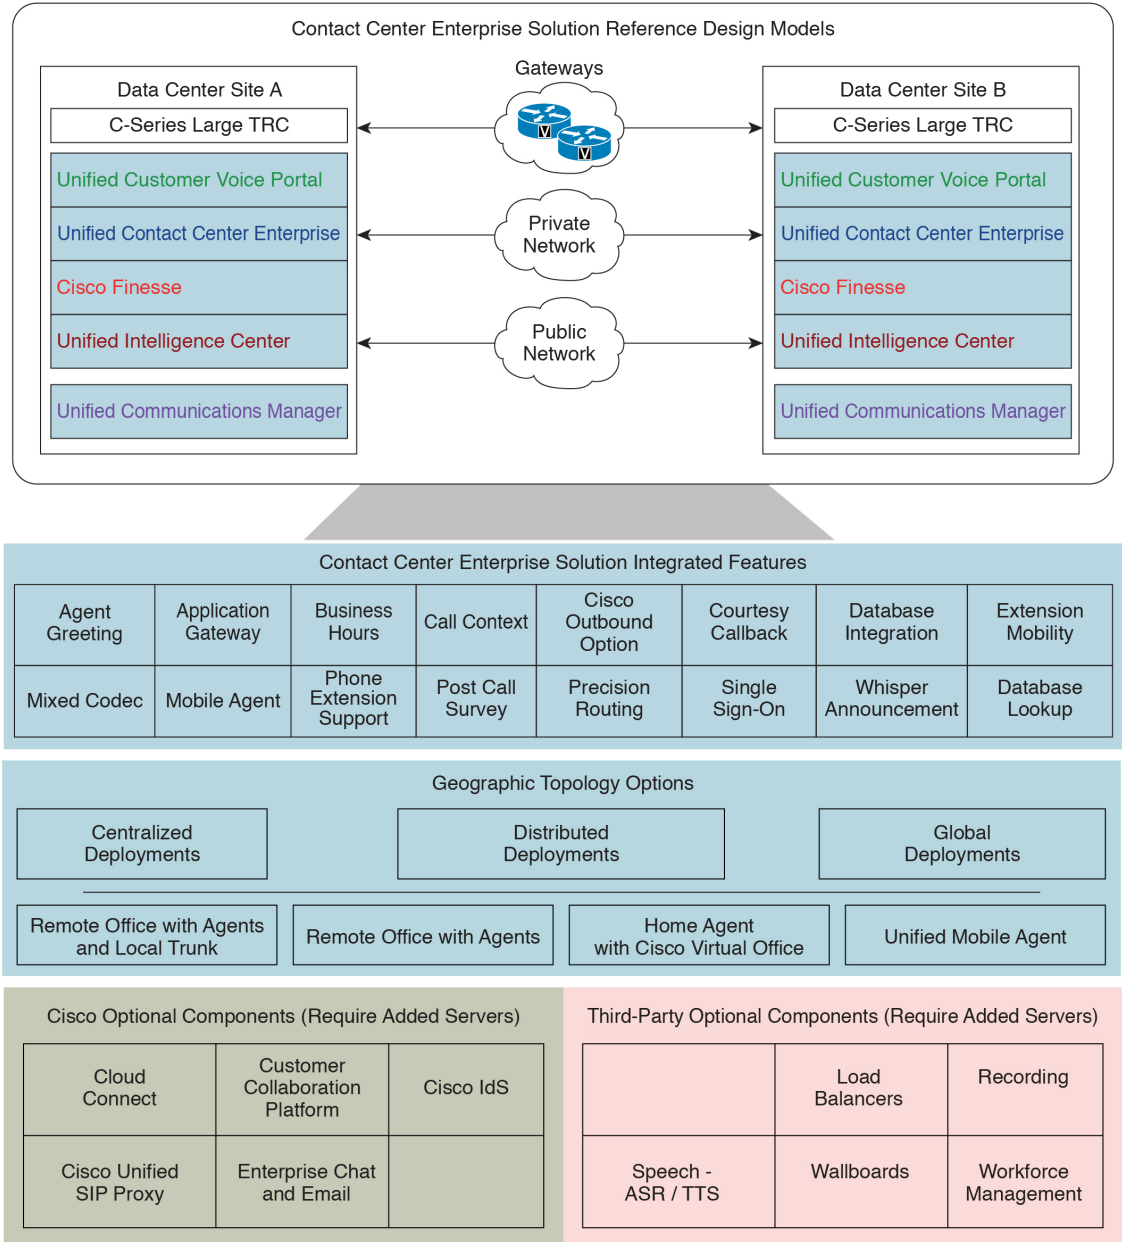 Contact Center Enterprise Solution Reference Design Models
Gateways
Data Center Site A
C-Series Large TRC
Unified Customer Voice Portal
Unified Contact Center Enterprise
Cisco Finesse
Unified Intelligence Center
Unified Communications Manager
V
V
Private
Network
Public
Network
Data Center Site B
C-Series Large TRC
Unified Customer Voice Portal
Unified Contact Center Enterprise
Cisco Finesse
Unified Intelligence Center
Unified Communications Manager
Contact Center Enterprise Solution Integrated Features
Agent
Greeting
Application
Gateway
Business
Hours
Call Context
Cisco
Outbound
Option
Courtesy
Callback
Database
Integration
Extension
Mobility
Mixed Codec
Mobile Agent
Phone
Extension
Support
Post Call
Survey
Precision
Routing
Single
Sign-On
Whisper
Announcement
Database
Lookup
Geographic Topology Options
Centralized
Deployments
Distributed
Deployments
Global
Deployments
Remote Office with Agents
and Local Trunk
Remote Office with Agents
Home Agent
with Cisco Virtual Office
Unified Mobile Agent
Cisco Optional Components (Require Added Servers)
Cloud
Connect
Customer
Collaboration
Platform
Cisco IdS
Cisco Unified
SIP Proxy
Enterprise Chat
and Email
Third-Party Optional Components (Require Added Servers)
Load
Balancers
Recording
Speech -
ASR / TTS
Wallboards
Workforce
Management